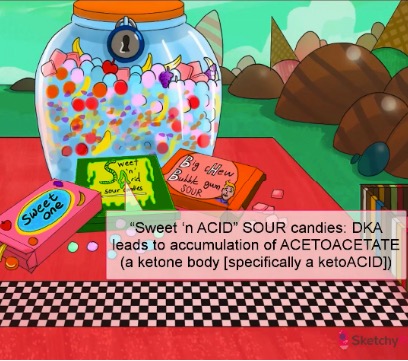 Sweet
'n'
Acid
sour candies
Big cHew
Bubble gum
SOUR
Sweet
one
"Sweet 'n ACID" SOUR candies: DKA
leads to accumulation of ACETOACETATE
(a ketone body [specifically a ketoACID])
Sketchy